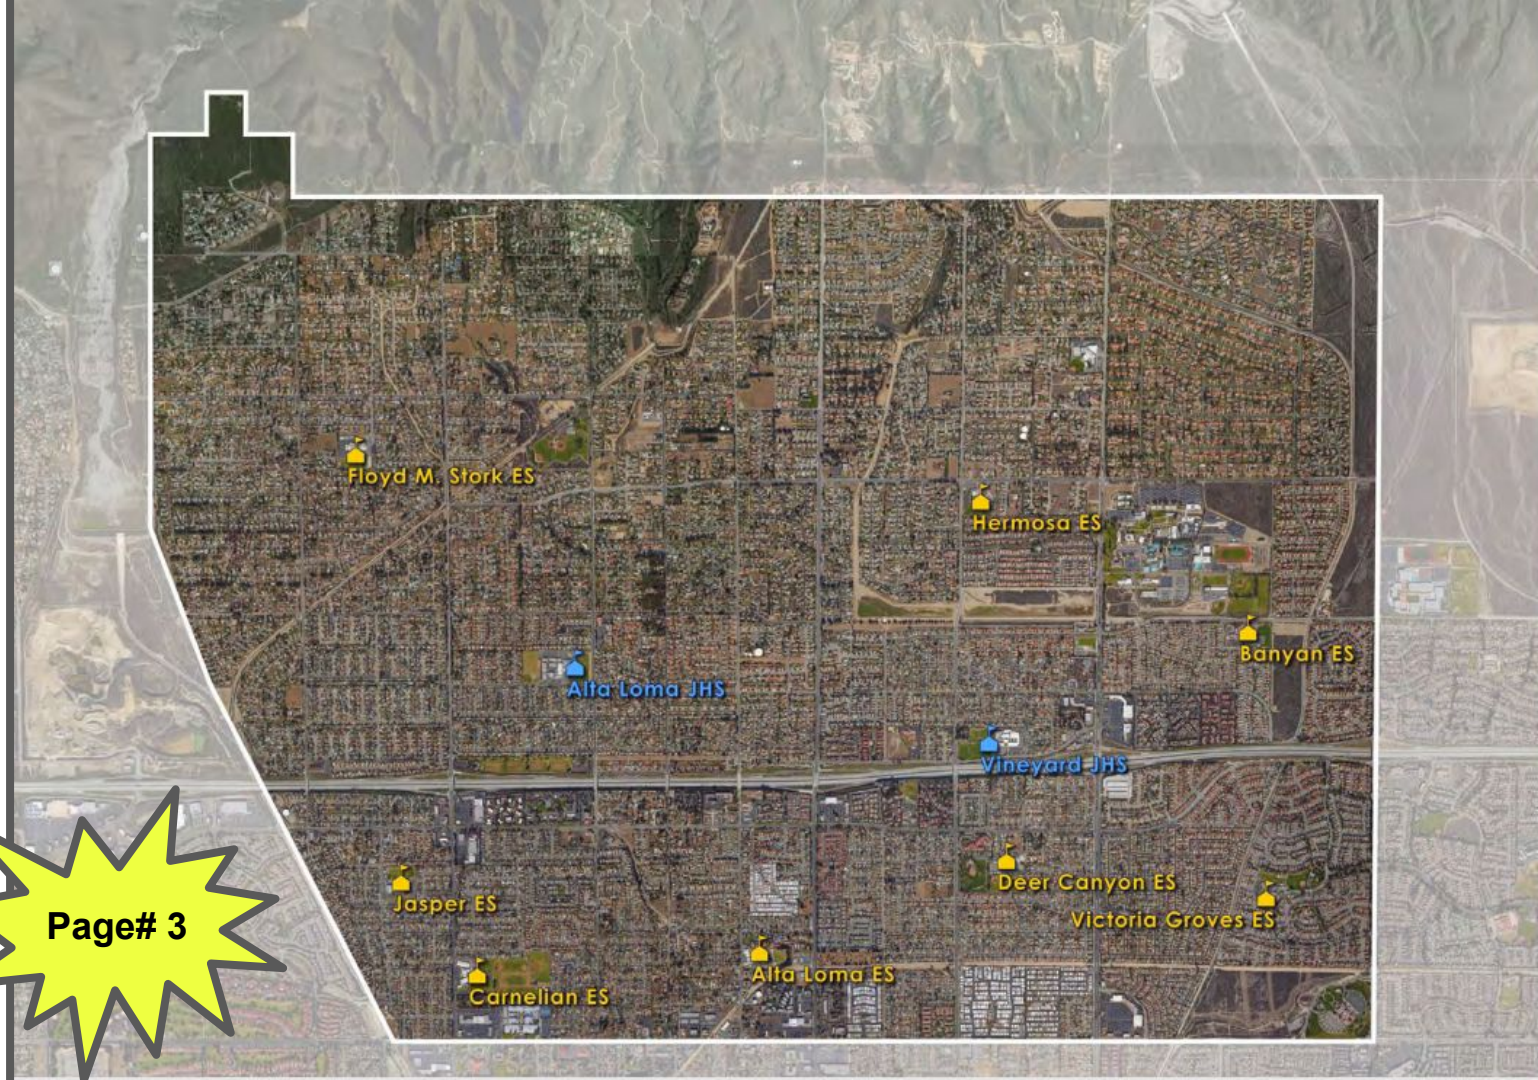 Floyd M. Stork ES
Hermosa ES
Banyan ES
Alta Loma JHS
Vineyard JHS
Deer Canyon ES
Jasper ES
Victoria Groves ES
Page# 3
Alta Loma ES
Carnelian ES